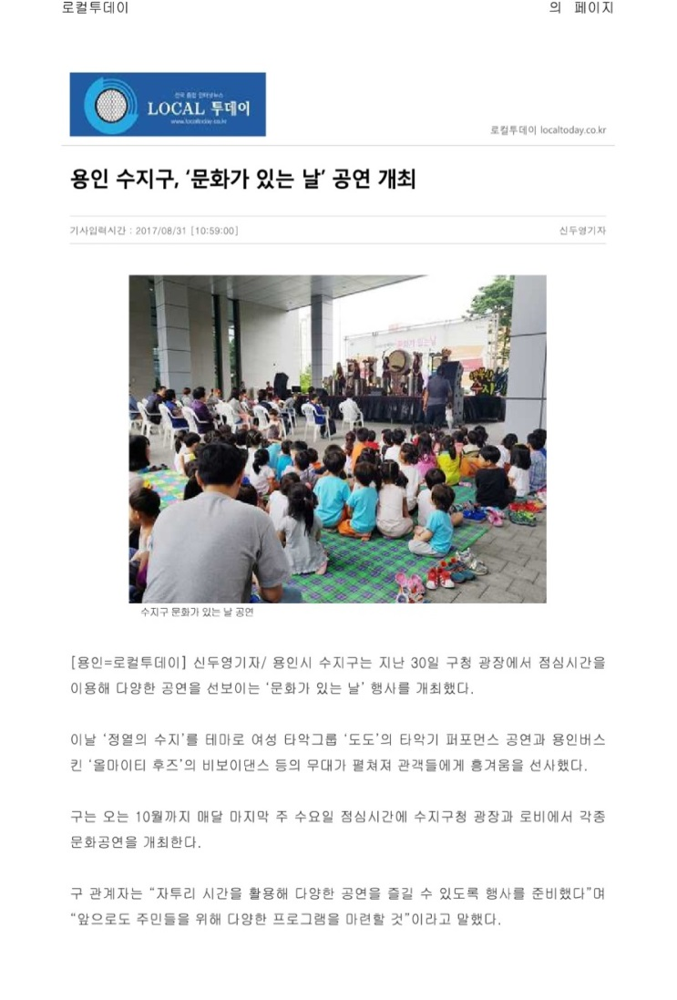 로컬투데이
의 페이지
전국 종합 인터넷뉴스
LOCAL 투데이
www.localtoday.co.kr
로컬투데이 localtoday.co.kr
용인 수지구, ‘문화가 있는 날’ 공연 개최
기사입력시간 : 2017/08/31 [10:59:00]
신두영기자
문화가 있는날
수지
수지구 문화가 있는 날 공연
[용인=로컬투데이] 신두영기자/ 용인시 수지구는 지난 30일 구청 광장에서 점심시간을
이용해 다양한 공연을 선보이는 ‘문화가 있는 날’ 행사를 개최했다.
이날 ‘정열의 수지’를 테마로 여성 타악그룹 ‘도도’의 타악기 퍼포먼스 공연과 용인버스
킨 ‘올마이티 후즈’의 비보이댄스 등의 무대가 펼쳐져 관객들에게 흥겨움을 선사했다.
구는 오는 10월까지 매달 마지막 주 수요일 점심시간에 수지구청 광장과 로비에서 각종
문화공연을 개최한다.
구 관계자는 “자투리 시간을 활용해 다양한 공연을 즐길 수 있도록 행사를 준비했다”며
“앞으로도 주민들을 위해 다양한 프로그램을 마련할 것”이라고 말했다.